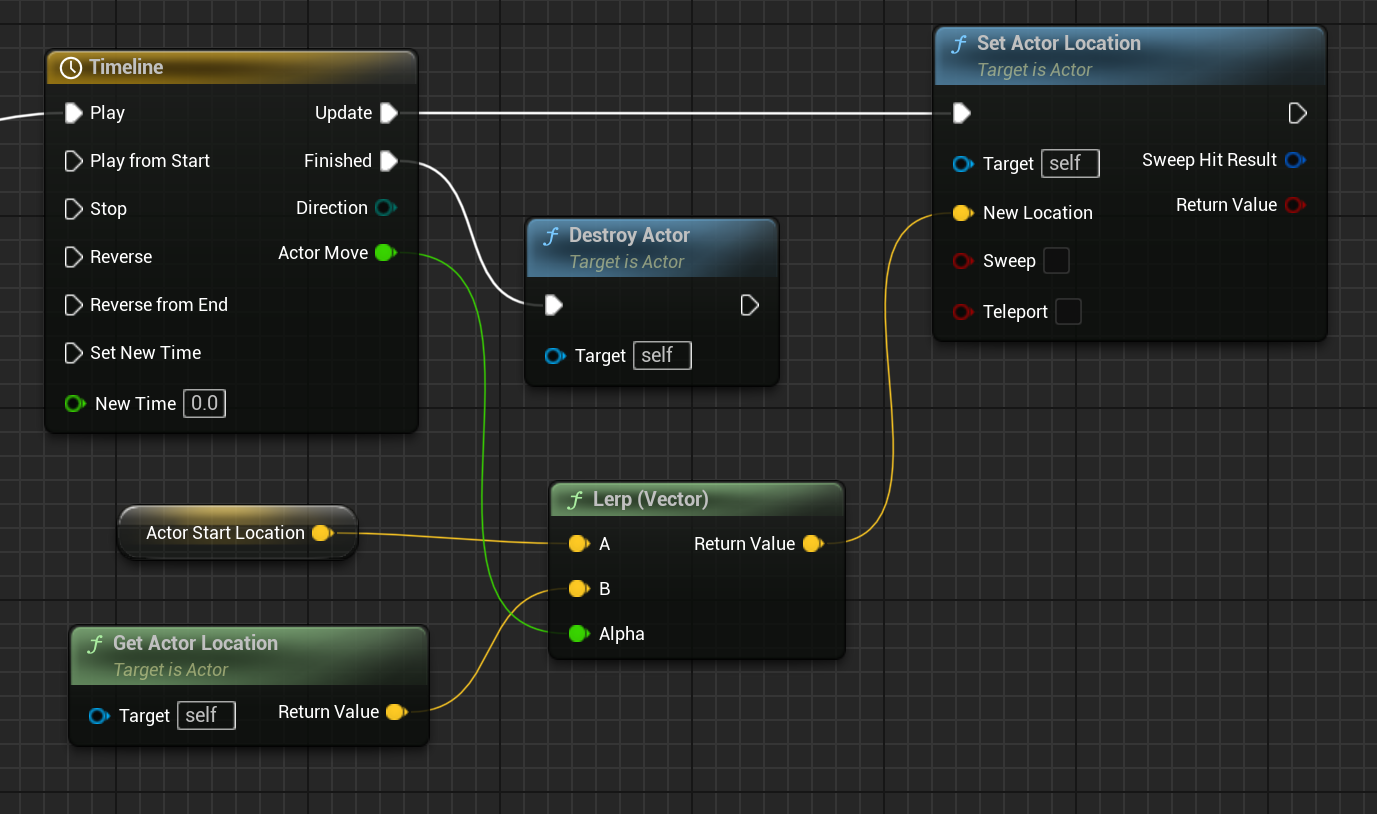 Timeline
Play
Update
Play from Start
Finished
Stop
Direction
Reverse
Actor Move
Reverse from End
Set New Time
New Time 0.0
f Set Actor Location
Target is Actor
Target self
Sweep Hit Result
New Location
Return Value
Sweep
Teleport
f Destroy Actor
Target is Actor
Target self
Actor Start Location
f Lerp (Vector)
A
Return Value
B
Alpha
f Get Actor Location
Target is Actor
Target self
Return Value